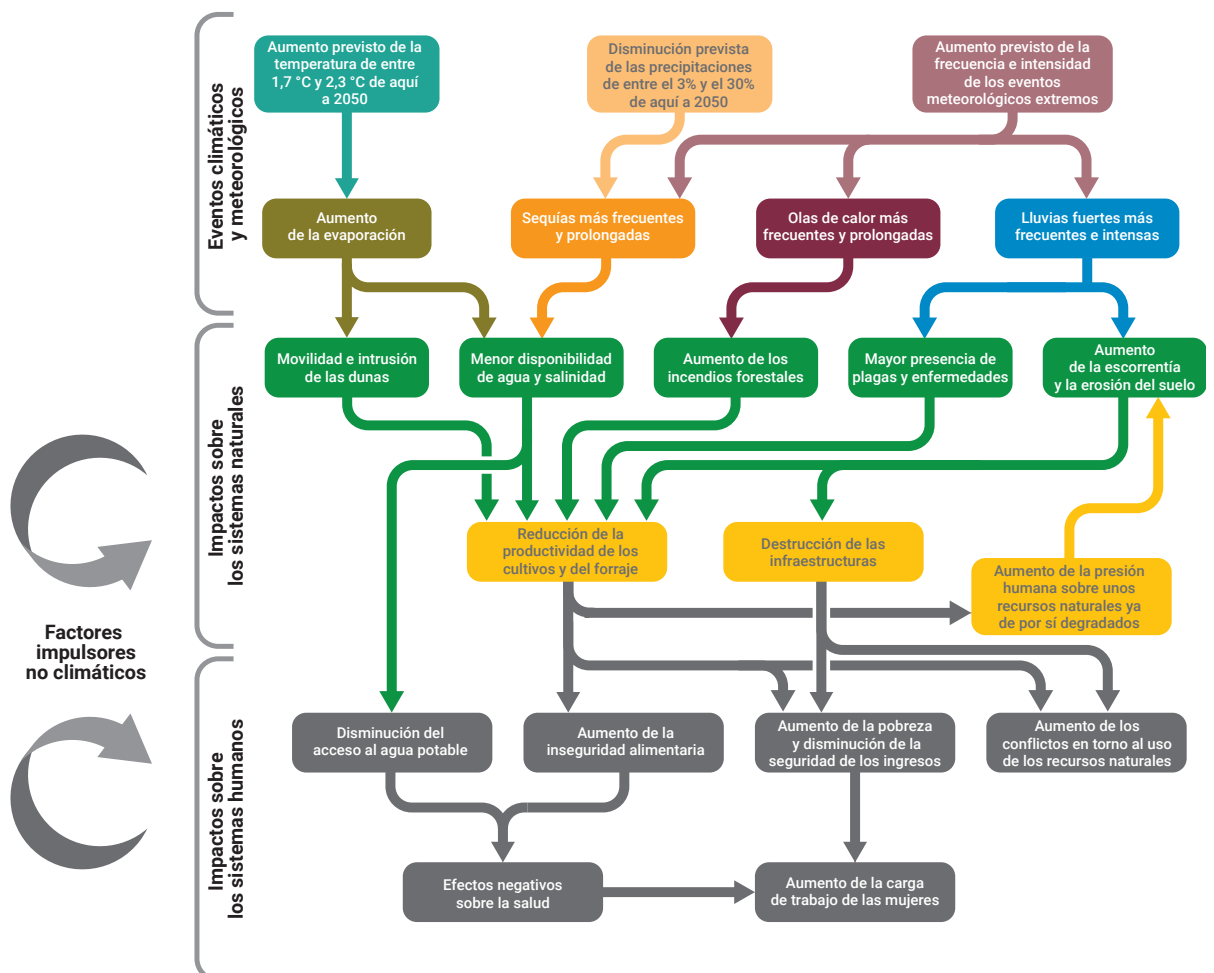 Eventos climáticos
y meteorológicos
Aumento previsto de la
temperatura de entre
1,7 °C y 2,3 °C de aquí
a 2050
Disminución prevista
de las precipitaciones
de entre el 3% y el 30%
de aquí a 2050
Aumento previsto de la
frecuencia e intensidad
de los eventos
meteorológicos extremos
Aumento
de la evaporación
Sequías más frecuentes
y prolongadas
Olas de calor más
frecuentes y prolongadas
Lluvias fuertes más
frecuentes e intensas
Impactos sobre
los sistemas naturales
Movilidad e intrusión
de las dunas
Menor disponibilidad
de agua y salinidad
Aumento de los
incendios forestales
Mayor presencia de
plagas y enfermedades
Aumento
de la escorrentía
y la erosión del suelo
Reducción de la
productividad de los
cultivos y del forraje
Destrucción de las
infraestructuras
Aumento de la presión
humana sobre unos
recursos naturales ya
de por sí degradados
Factores
impulsores
no climáticos
Impactos sobre
los sistemas humanos
Disminución del
acceso al agua potable
Aumento de la
inseguridad alimentaria
Aumento de la pobreza
y disminución de la
seguridad de los ingresos
Aumento de los
conflictos en torno al uso
de los recursos naturales
Efectos negativos
sobre la salud
Aumento de la carga
de trabajo de las mujeres